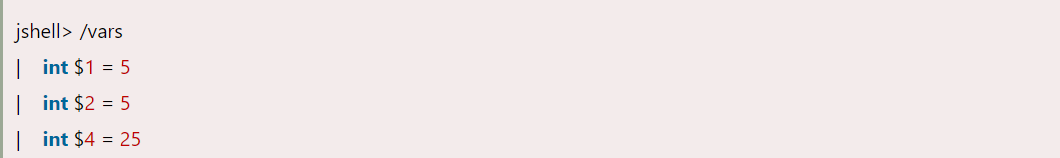 jshell> /vars
|    int $1 = 5
|    int $2 = 5
|    int $4 = 25